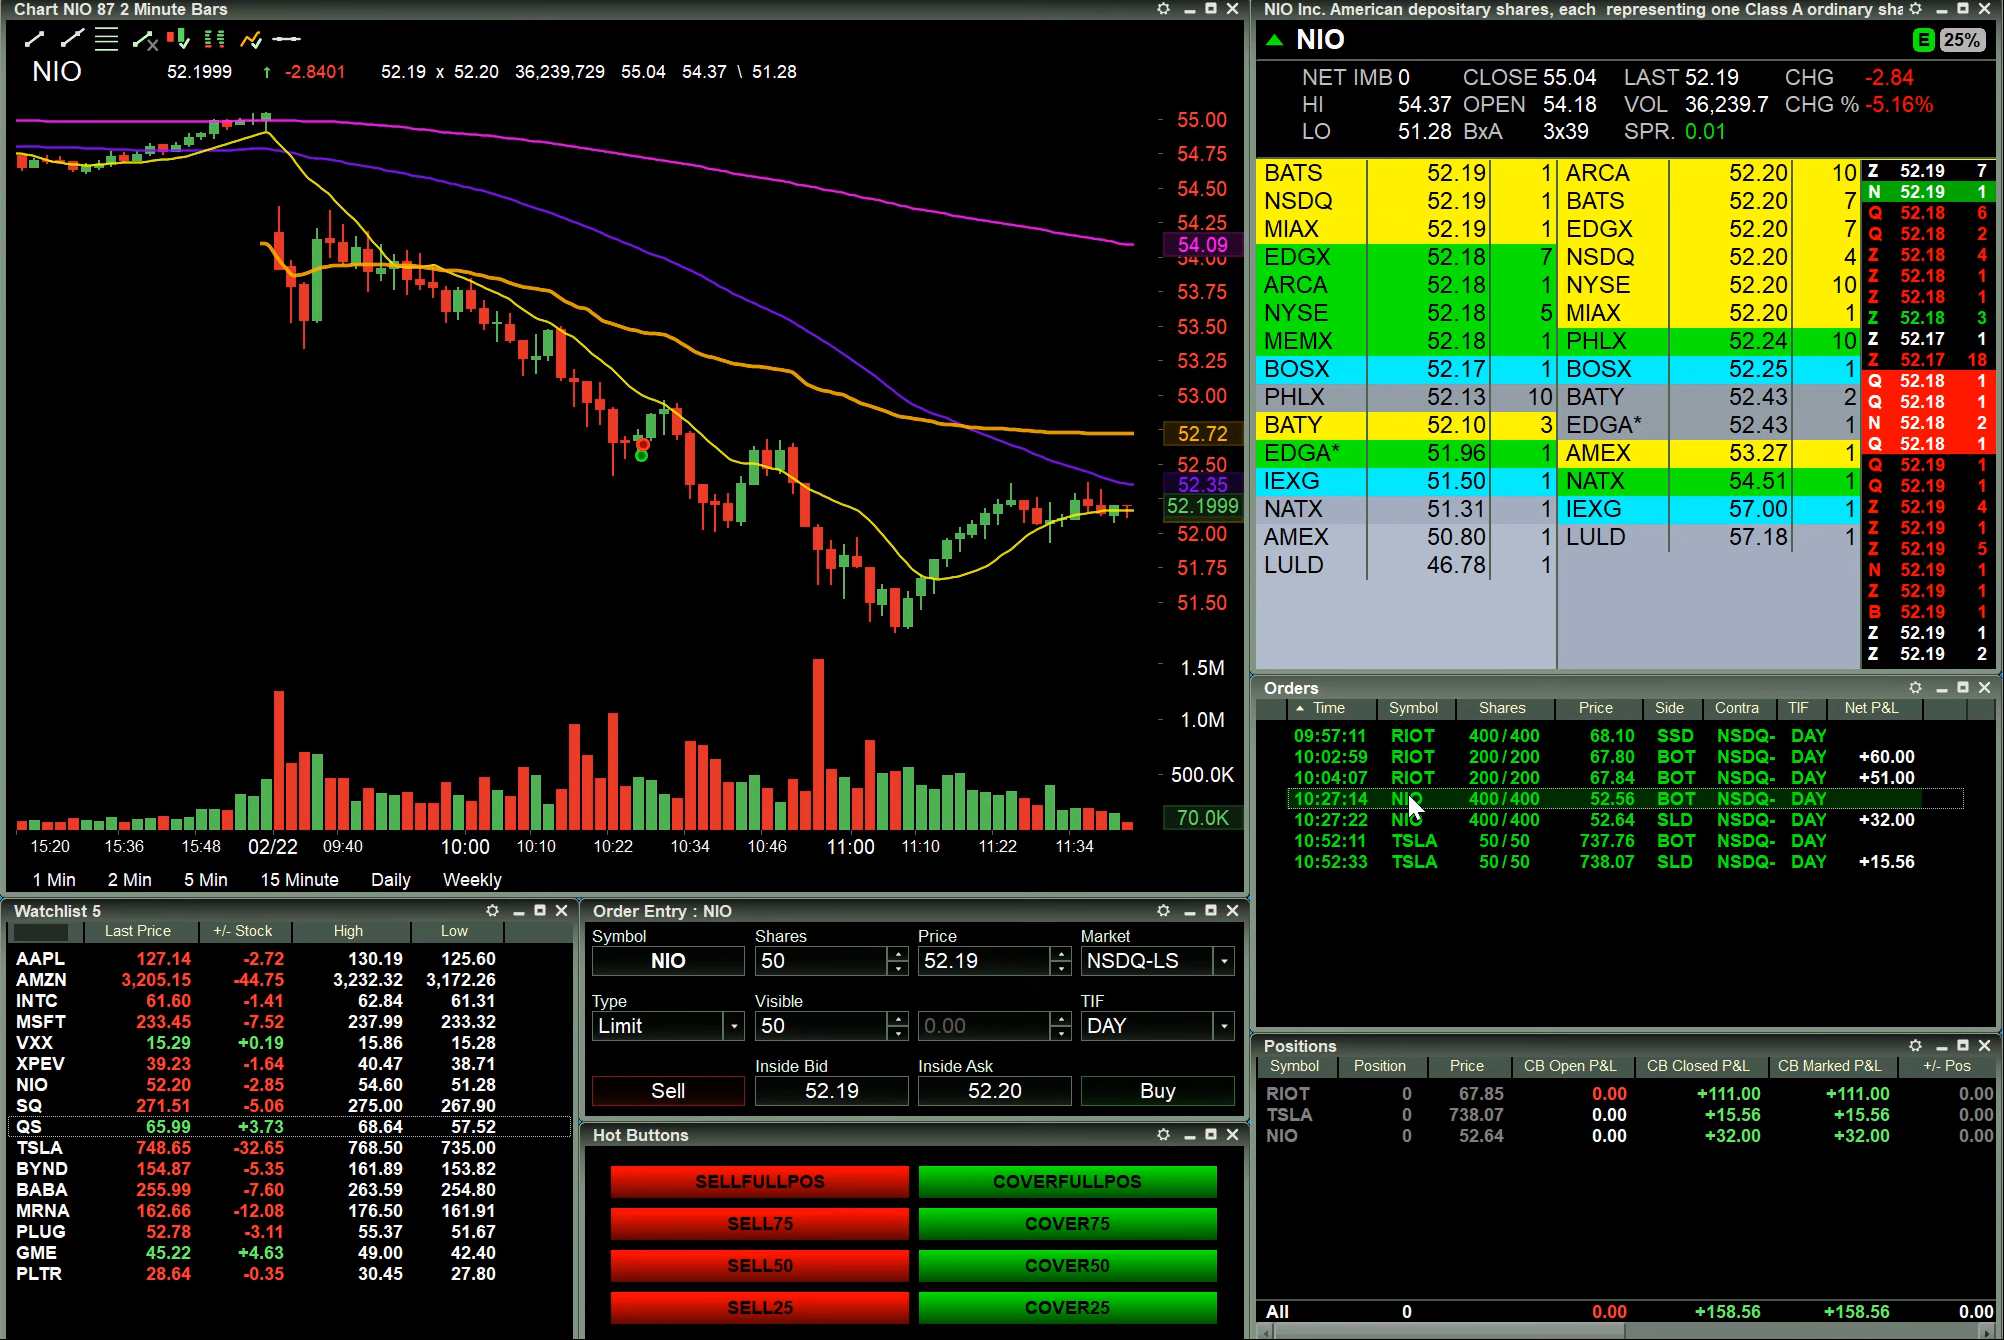 Chart NIO 87 2 Minute Bars
NIO 52.1999 ↑ -2.8401 52.19 x 52.20 36,239,729 55.04 54.37 \ 51.28
55.00
54.75
54.50
54.25
54.09
54.00
53.75
53.50
53.25
53.00
52.72
52.50
52.35
52.1999
52.00
51.75
51.50
1.5M
1.0M
500.0K
70.0K
15:20 15:36 15:48 02/22 09:40 10:00 10:10 10:22 10:34 10:46 11:00 11:10 11:22 11:34
1 Min 2 Min 5 Min 15 Minute Daily Weekly
NIO Inc. American depositary shares, each representing one Class A ordinary sha
NIO E 25%
NET IMB 0 CLOSE 55.04 LAST 52.19 CHG -2.84
HI 54.37 OPEN 54.18 VOL 36,239.7 CHG % -5.16%
LO 51.28 BxA 3x39 SPR. 0.01
BATS 52.19 1 ARCA 52.20 10
NSDQ 52.19 1 BATS 52.20 7
MIAX 52.19 1 EDGX 52.20 7
EDGX 52.18 7 NSDQ 52.20 4
ARCA 52.18 1 NYSE 52.20 10
NYSE 52.18 5 MIAX 52.20 1
MEMX 52.18 1 PHLX 52.24 10
BOSX 52.17 1 BOSX 52.25 1
PHLX 52.13 10 BATY 52.43 2
BATY 52.10 3 EDGA* 52.43 1
EDGA* 51.96 1 AMEX 53.27 1
IEXG 51.50 1 NATX 54.51 1
NATX 51.31 1 IEXG 57.00 1
AMEX 50.80 1 LULD 57.18 1
LULD 46.78 1
Z 52.19 7
N 52.19 1
Q 52.18 6
Q 52.18 2
Z 52.18 4
Z 52.18 1
Z 52.18 1
Z 52.18 3
Z 52.17 1
Z 52.17 18
Q 52.18 1
Q 52.18 1
N 52.18 2
Q 52.18 1
Q 52.19 1
Q 52.19 1
Z 52.19 4
Z 52.19 1
Z 52.19 5
N 52.19 1
Z 52.19 1
B 52.19 1
Z 52.19 1
Z 52.19 2
Orders
Time Symbol Shares Price Side Contra TIF Net P&L
09:57:11 RIOT 400/400 68.10 SSD NSDQ- DAY
10:02:59 RIOT 200/200 67.80 BOT NSDQ- DAY +60.00
10:04:07 RIOT 200/200 67.84 BOT NSDQ- DAY +51.00
10:27:14 NIO 400/400 52.56 BOT NSDQ- DAY
10:27:22 NIO 400/400 52.64 SLD NSDQ- DAY +32.00
10:52:11 TSLA 50/50 737.76 BOT NSDQ- DAY
10:52:33 TSLA 50/50 738.07 SLD NSDQ- DAY +15.56
Watchlist 5
Last Price +/- Stock High Low
AAPL 127.14 -2.72 130.19 125.60
AMZN 3,205.15 -44.75 3,232.32 3,172.26
INTC 61.60 -1.41 62.84 61.31
MSFT 233.45 -7.52 237.99 233.32
VXX 15.29 +0.19 15.86 15.28
XPEV 39.23 -1.64 40.47 38.71
NIO 52.20 -2.85 54.60 51.28
SQ 271.51 -5.06 275.00 267.90
QS 65.99 +3.73 68.64 57.52
TSLA 748.65 -32.65 768.50 735.00
BYND 154.87 -5.35 161.89 153.82
BABA 255.99 -7.60 263.59 254.80
MRNA 162.66 -12.08 176.50 161.91
PLUG 52.78 -3.11 55.37 51.67
GME 45.22 +4.63 49.00 42.40
PLTR 28.64 -0.35 30.45 27.80
Order Entry : NIO
Symbol Shares Price Market
NIO 50 52.19 NSDQ-LS
Type Visible TIF
Limit 50 0.00 DAY
Inside Bid Inside Ask
Sell 52.19 52.20 Buy
Hot Buttons
SELLFULLPOS COVERFULLPOS
SELL75 COVER75
SELL50 COVER50
SELL25 COVER25
Positions
Symbol Position Price CB Open P&L CB Closed P&L CB Marked P&L +/- Pos
RIOT 0 67.85 0.00 +111.00 +111.00 0.00
TSLA 0 738.07 0.00 +15.56 +15.56 0.00
NIO 0 52.64 0.00 +32.00 +32.00 0.00
All 0 0.00 +158.56 +158.56 0.00